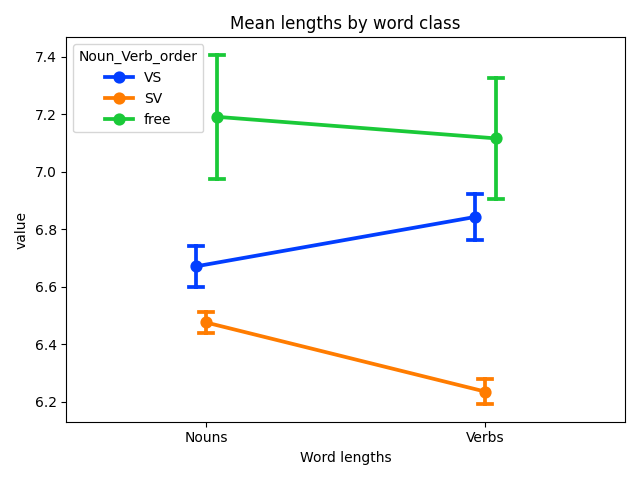 Mean lengths by word class
Noun_Verb_order
VS
SV
free
value
7.4
7.2
7.0
6.8
6.6
6.4
6.2
Nouns
Verbs
Word lengths